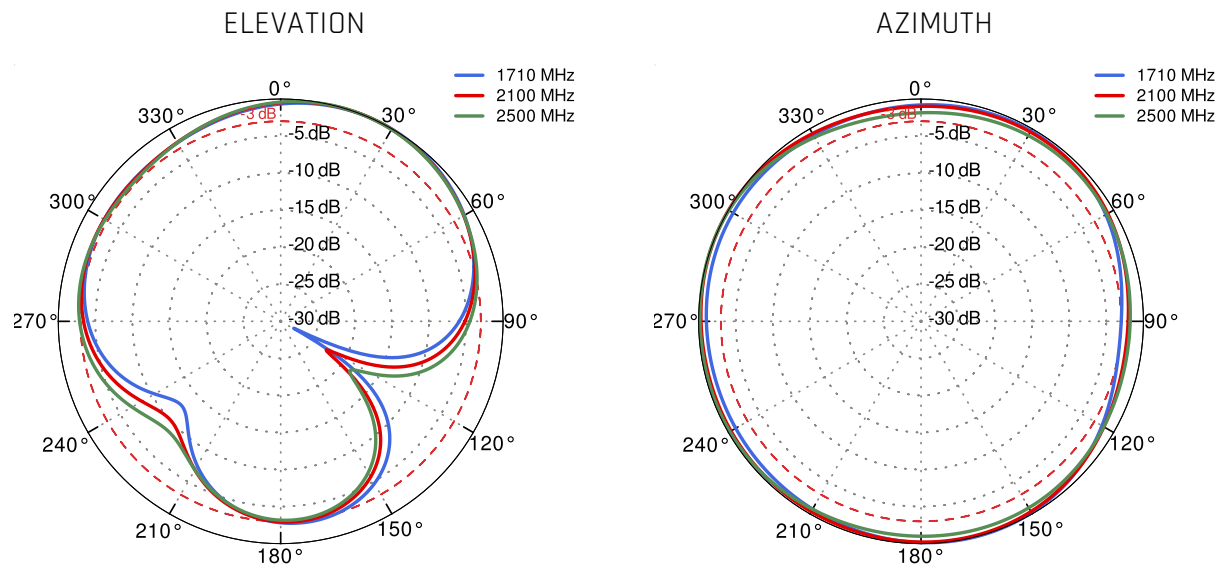 ELEVATION
1710 MHz
2100 MHz
2500 MHz
0°
330°
30°
-3 dB
-5 dB
-10 dB
300°
60°
-15 dB
-20 dB
-25 dB
270°
-30 dB
90°
240°
120°
210°
150°
180°
AZIMUTH
1710 MHz
2100 MHz
2500 MHz
0°
330°
30°
-3 dB
-5 dB
-10 dB
300°
60°
-15 dB
-20 dB
-25 dB
270°
-30 dB
90°
240°
120°
210°
150°
180°